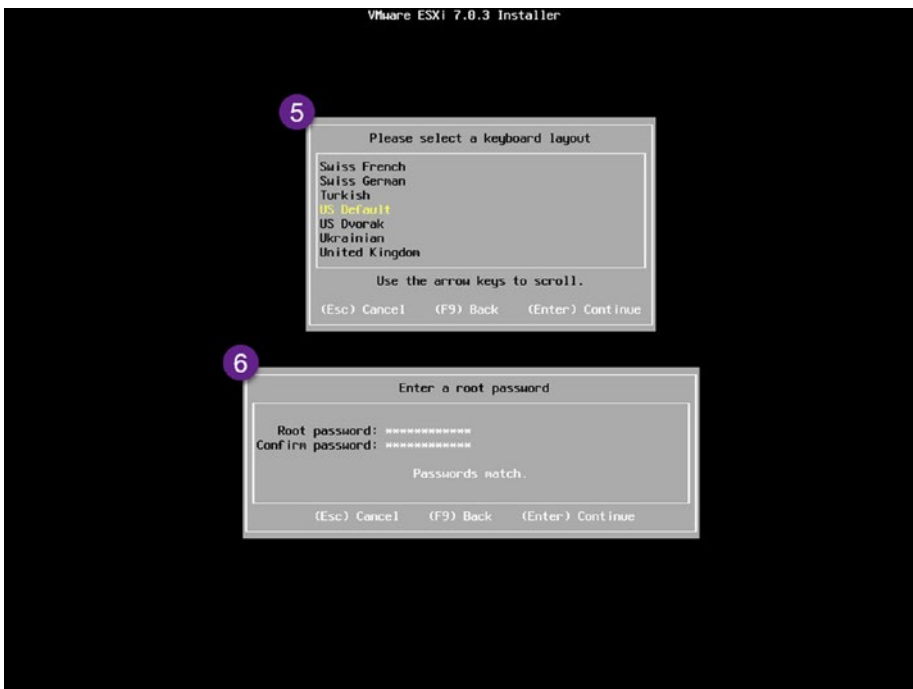 VMware ESXi 7.0.3 Installer
5
Please select a keyboard layout
Swiss French
Swiss German
Turkish
US Default
US Dvorak
Ukrainian
United Kingdom
Use the arrow keys to scroll.
(Esc) Cancel (F9) Back (Enter) Continue
6
Enter a root password
Root password: ************
Confirm password: ************
Passwords match.
(Esc) Cancel (F9) Back (Enter) Continue